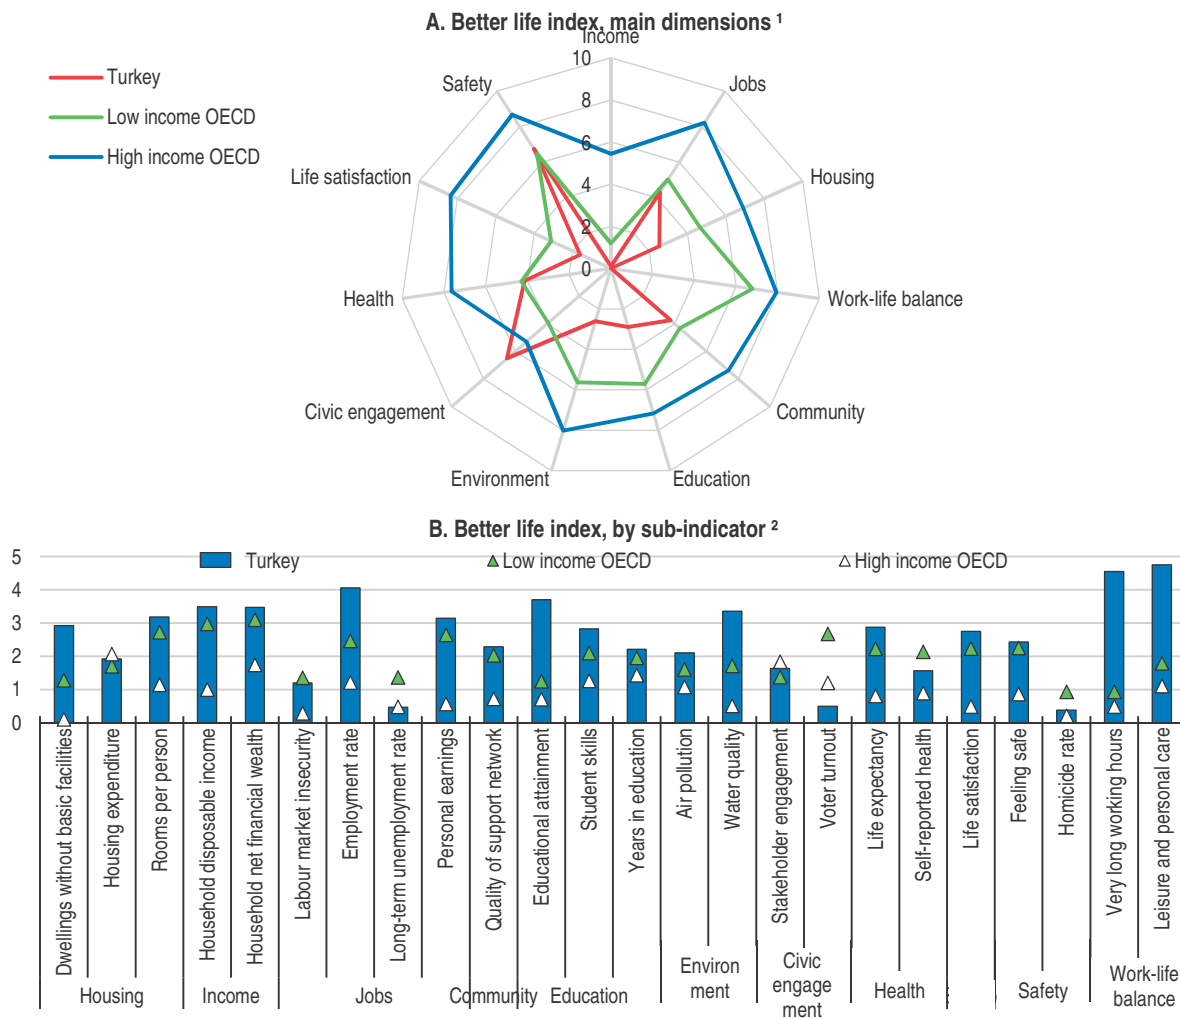 A. Better life index, main dimensions ¹
Turkey
Low income OECD
High income OECD
Income
Jobs
Housing
Work-life balance
Community
Education
Environment
Civic engagement
Health
Life satisfaction
Safety
10
8
6
4
2
0
B. Better life index, by sub-indicator ²
Turkey
Low income OECD
High income OECD
5
4
3
2
1
0
Dwellings without basic facilities
Housing expenditure
Rooms per person
Household disposable income
Household net financial wealth
Labour market insecurity
Employment rate
Long-term unemployment rate
Personal earnings
Quality of support network
Educational attainment
Student skills
Years in education
Air pollution
Water quality
Stakeholder engagement
Voter turnout
Life expectancy
Self-reported health
Life satisfaction
Feeling safe
Homicide rate
Very long working hours
Leisure and personal care
Housing
Income
Jobs
Community
Education
Environ
ment
Civic
engage
ment
Health
Safety
Work-life
balance